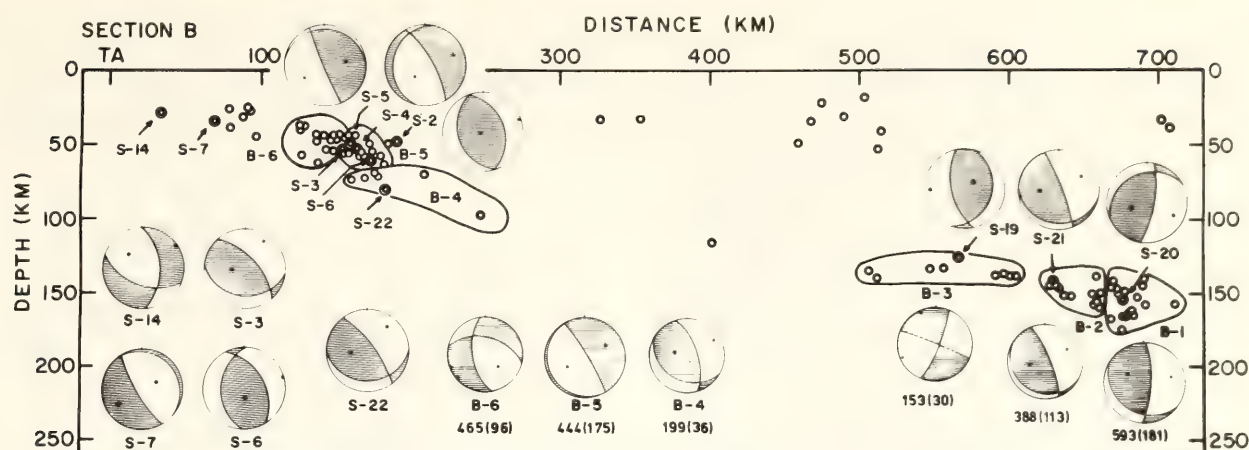 SECTION B
DISTANCE (KM)
TA 100 300 400 500 600 700
0 0
S-5
S-4
S-2
S-14 S-7 B-6 B-5
50 50
S-3
S-6
S-22 B-4
DEPTH (KM)
100 100
S-19 S-21 S-20
B-3 B-2 B-1
150 150
S-14 S-3
200 200
S-22 B-6 B-5 B-4
465(96) 444(175) 199(36)
153(30) 388(113) 593(181)
S-7 S-6
250 250